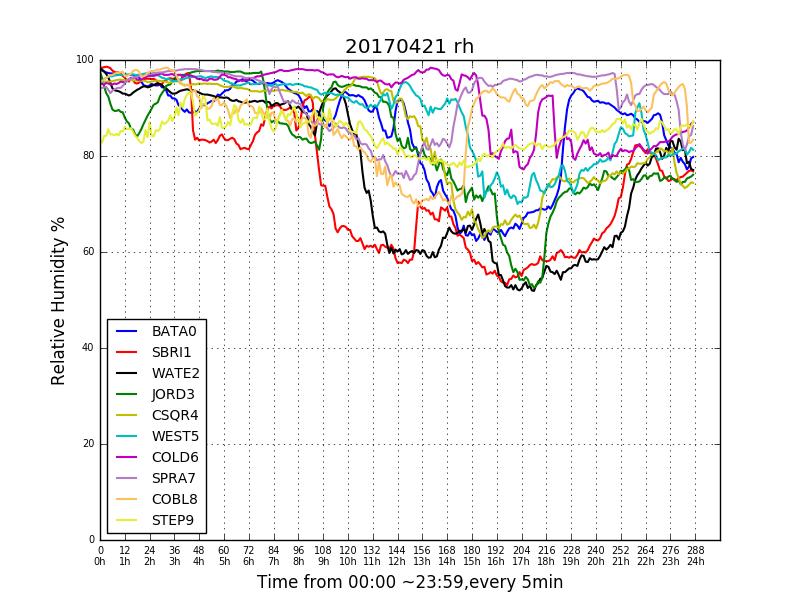 20170421 rh
Relative Humidity %
100
80
60
40
20
0
BATA0
SBRI1
WATE2
JORD3
CSQR4
WEST5
COLD6
SPRA7
COBL8
STEP9
0 12 24 36 48 60 72 84 96 108 120 132 144 156 168 180 192 204 216 228 240 252 264 276 288
0h 1h 2h 3h 4h 5h 6h 7h 8h 9h 10h 11h 12h 13h 14h 15h 16h 17h 18h 19h 20h 21h 22h 23h 24h
Time from 00:00 ~23:59,every 5min